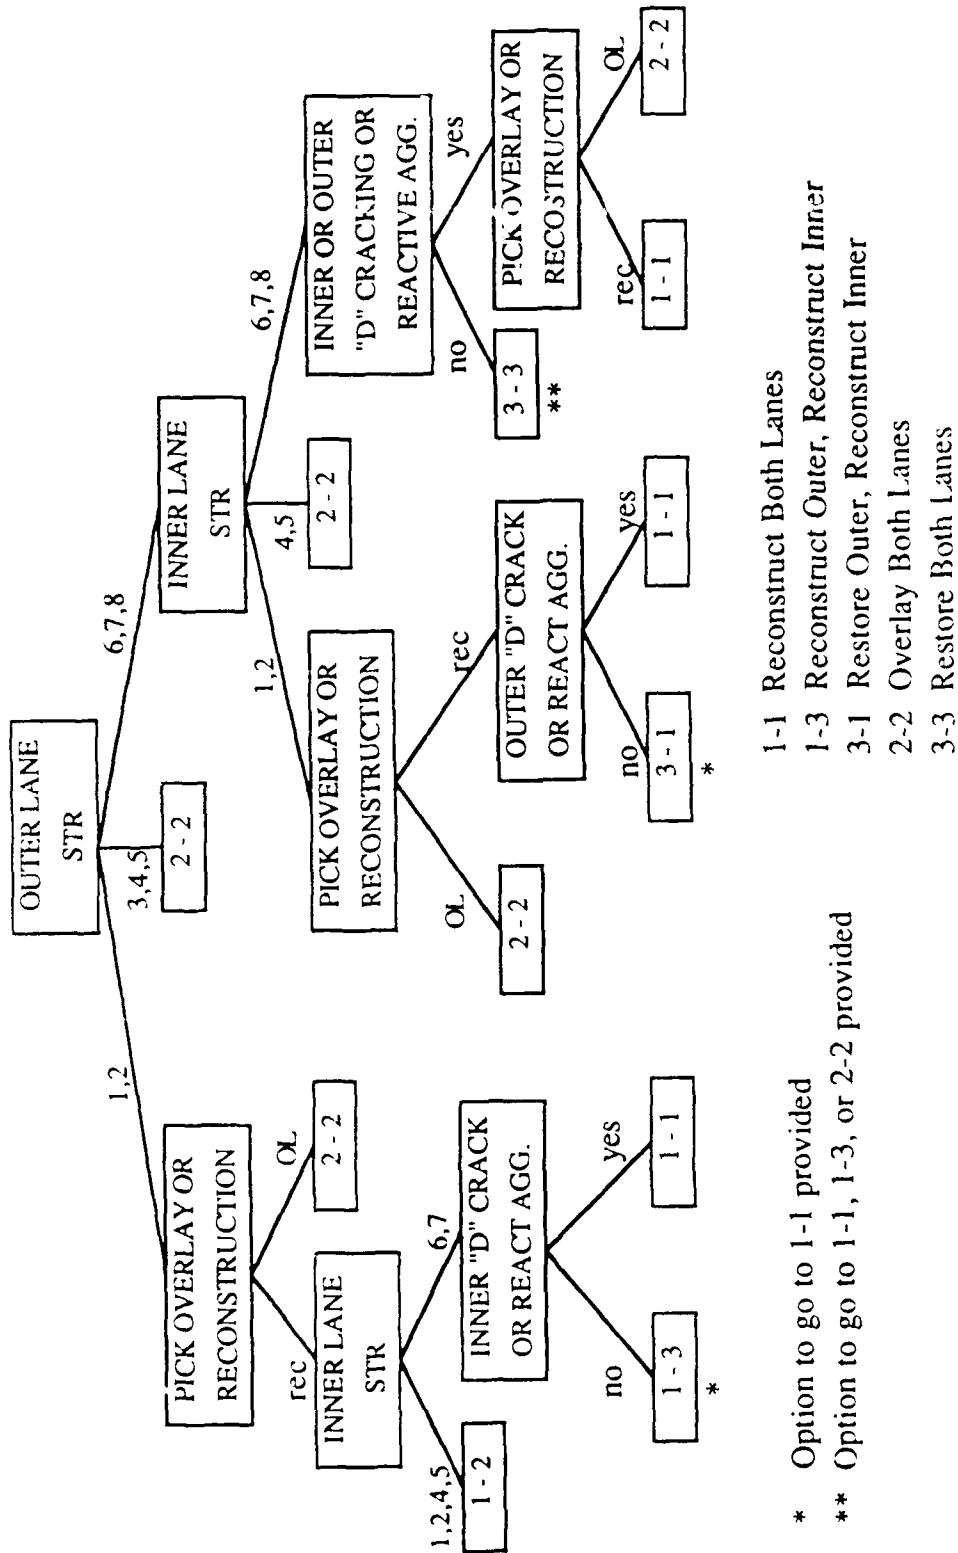 OUTER LANE
STR
1,2
3,4,5
6,7,8
2 - 2
PICK OVERLAY OR
RECONSTRUCTION
rec
OL
2 - 2
INNER LANE
STR
1,2,4,5
6,7
1 - 2
INNER "D" CRACK
OR REACT AGG.
no
yes
1 - 3
*
1 - 1
INNER LANE
STR
1,2
4,5
6,7,8
2 - 2
PICK OVERLAY OR
RECONSTRUCTION
OL
rec
2 - 2
OUTER "D" CRACK
OR REACT AGG.
no
yes
3 - 1
*
1 - 1
INNER OR OUTER
"D" CRACKING OR
REACTIVE AGG.
no
yes
3 - 3
**
PICK OVERLAY OR
RECOSTRUCTION
rec
OL
1 - 1
2 - 2
* Option to go to 1-1 provided
** Option to go to 1-1, 1-3, or 2-2 provided
1-1 Reconstruct Both Lanes
1-3 Reconstruct Outer, Reconstruct Inner
3-1 Restore Outer, Reconstruct Inner
2-2 Overlay Both Lanes
3-3 Restore Both Lanes